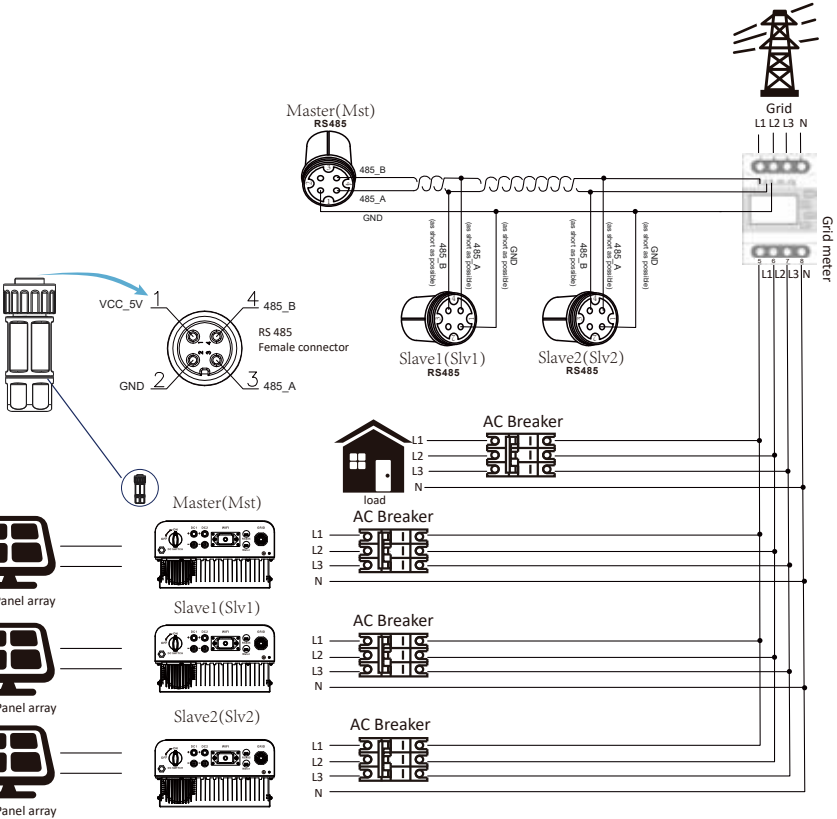 Grid
L1 L2 L3 N
Master(Mst)
RS485
485_B
485_A
GND
Grid meter
5 6 7 8
L1 L2 L3 N
485_B
(as short as possible)
485_A
(as short as possible)
GND
(as short as possible)
485_B
(as short as possible)
485_A
(as short as possible)
GND
(as short as possible)
Slave1(Slv1)
RS485
Slave2(Slv2)
RS485
VCC_5V 1
4 485_B
RS 485
Female connector
GND 2
3 485_A
AC Breaker
L1
L2
L3
N
load
Master(Mst)
AC Breaker
L1
L2
L3
N
Panel array
Slave1(Slv1)
AC Breaker
L1
L2
L3
N
Panel array
Slave2(Slv2)
AC Breaker
L1
L2
L3
N
Panel array